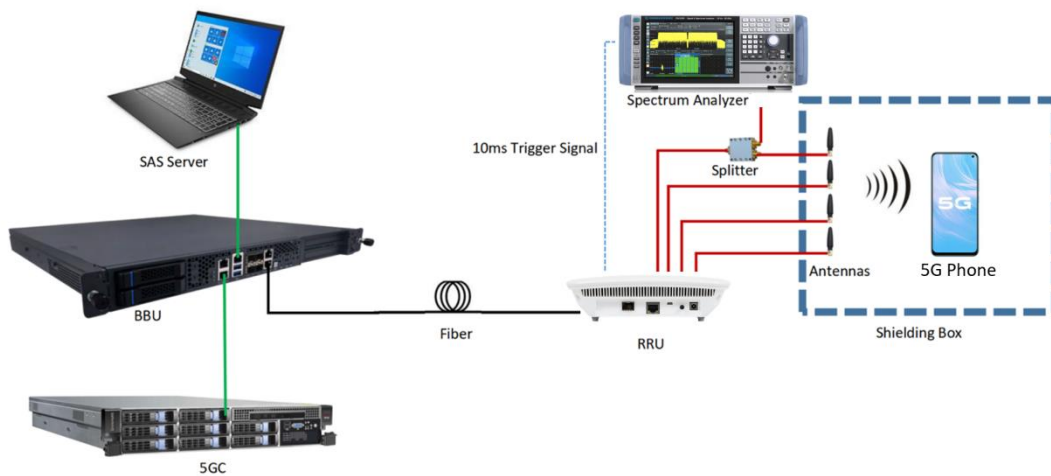 Spectrum Analyzer
10ms Trigger Signal
SAS Server
Splitter
5G
Antennas
5G Phone
BBU
Fiber
RRU
Shielding Box
5GC